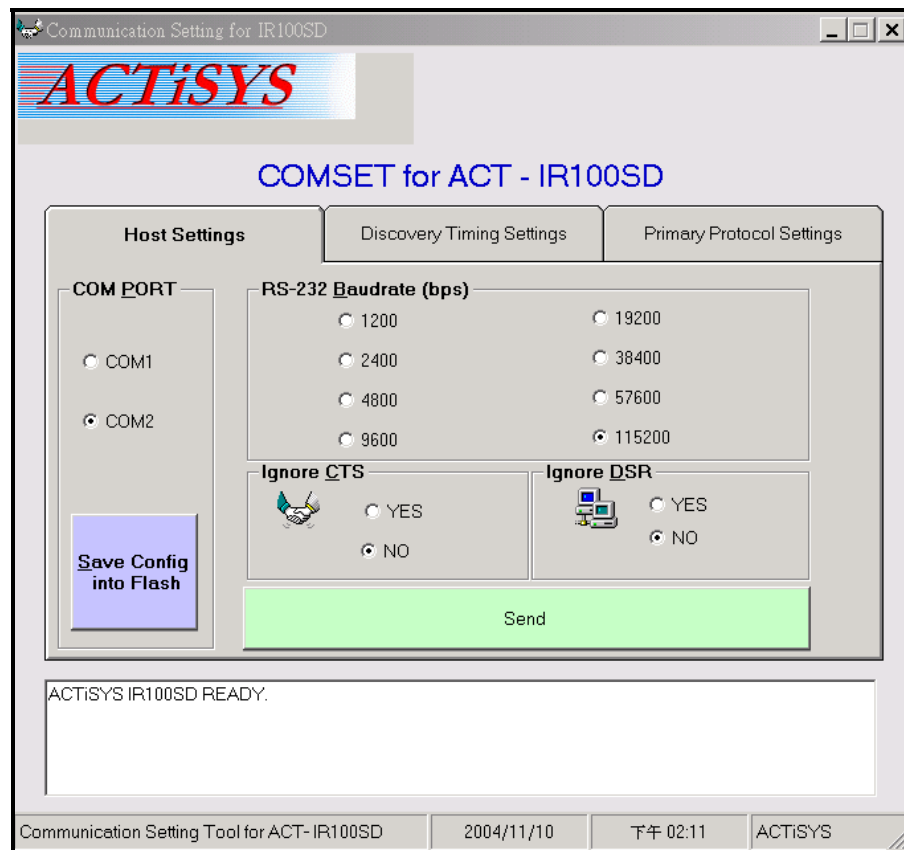 Communication Setting for IR100SD
ACTiSYS
COMSET for ACT - IR100SD
Host Settings
Discovery Timing Settings
Primary Protocol Settings
COM PORT
COM1
COM2
Save Config
into Flash
RS-232 Baudrate (bps)
1200
19200
2400
38400
4800
57600
9600
115200
Ignore CTS
YES
NO
Ignore DSR
YES
NO
Send
ACTiSYS IR100SD READY.
Communication Setting Tool for ACT-IR100SD
2004/11/10
下午 02:11
ACTiSYS